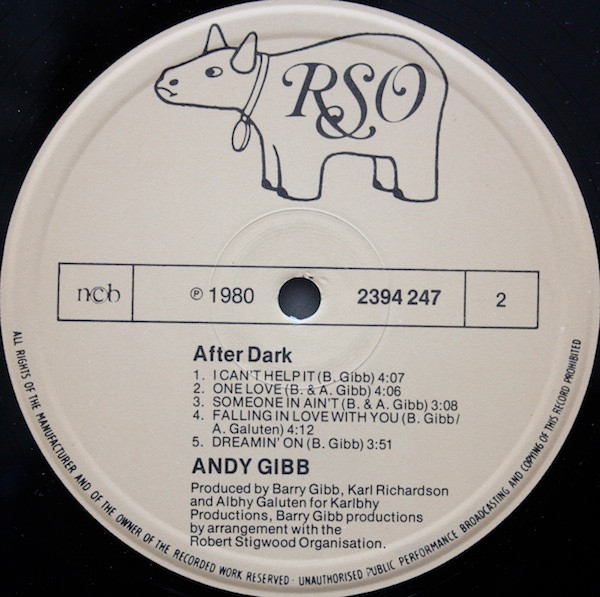 RSO
ncb
℗ 1980
2394 247
2
After Dark
1. I CAN'T HELP IT (B. Gibb) 4:07
2. ONE LOVE (B. & A. Gibb) 4:06
3. SOMEONE IN AIN'T (B. & A. Gibb) 3:08
4. FALLING IN LOVE WITH YOU (B. Gibb/
A. Galuten) 4:12
5. DREAMIN' ON (B. Gibb) 3:51
ANDY GIBB
Produced by Barry Gibb, Karl Richardson
and Albhy Galuten for Karlbhy
Productions, Barry Gibb productions
by arrangement with the
Robert Stigwood Organisation.
ALL RIGHTS OF THE MANUFACTURER AND OF THE OWNER OF THE RECORDED WORK RESERVED · UNAUTHORISED PUBLIC PERFORMANCE BROADCASTING AND COPYING OF THIS RECORD PROHIBITED